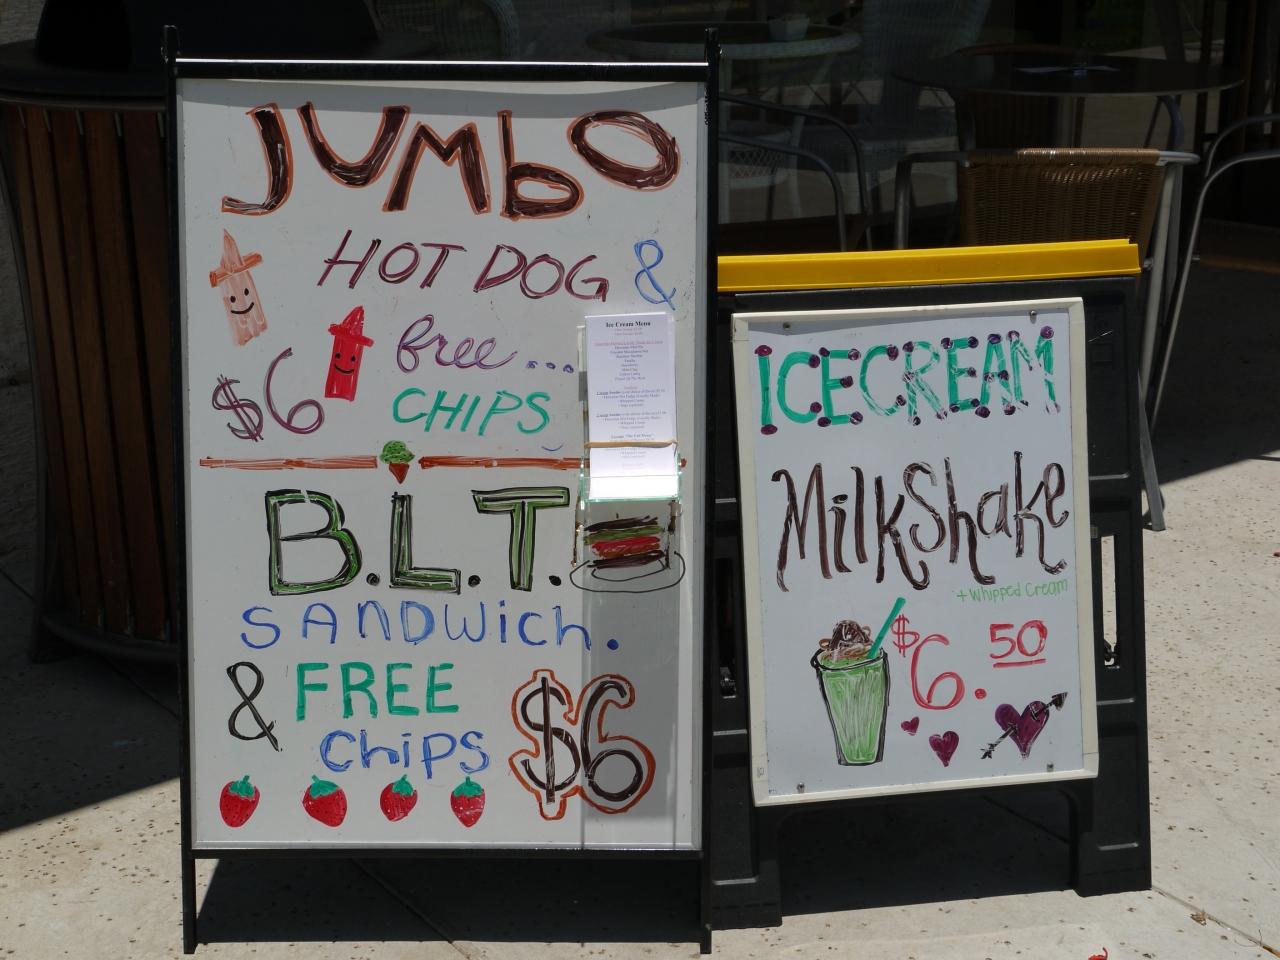 JUMbO
HOT DOG &
free...
$6
CHIPS
B.L.T.
SANDWich.
& FREE
chips
$6
Ice Cream Menu
ICECREAM
MilkShake
+ Whipped Cream
$6.50